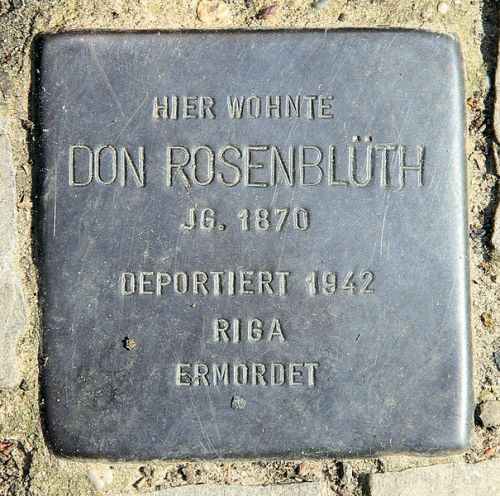 HIER WOHNTE
DON ROSENBLÜTH
JG. 1870
DEPORTIERT 1942
RIGA
ERMORDET